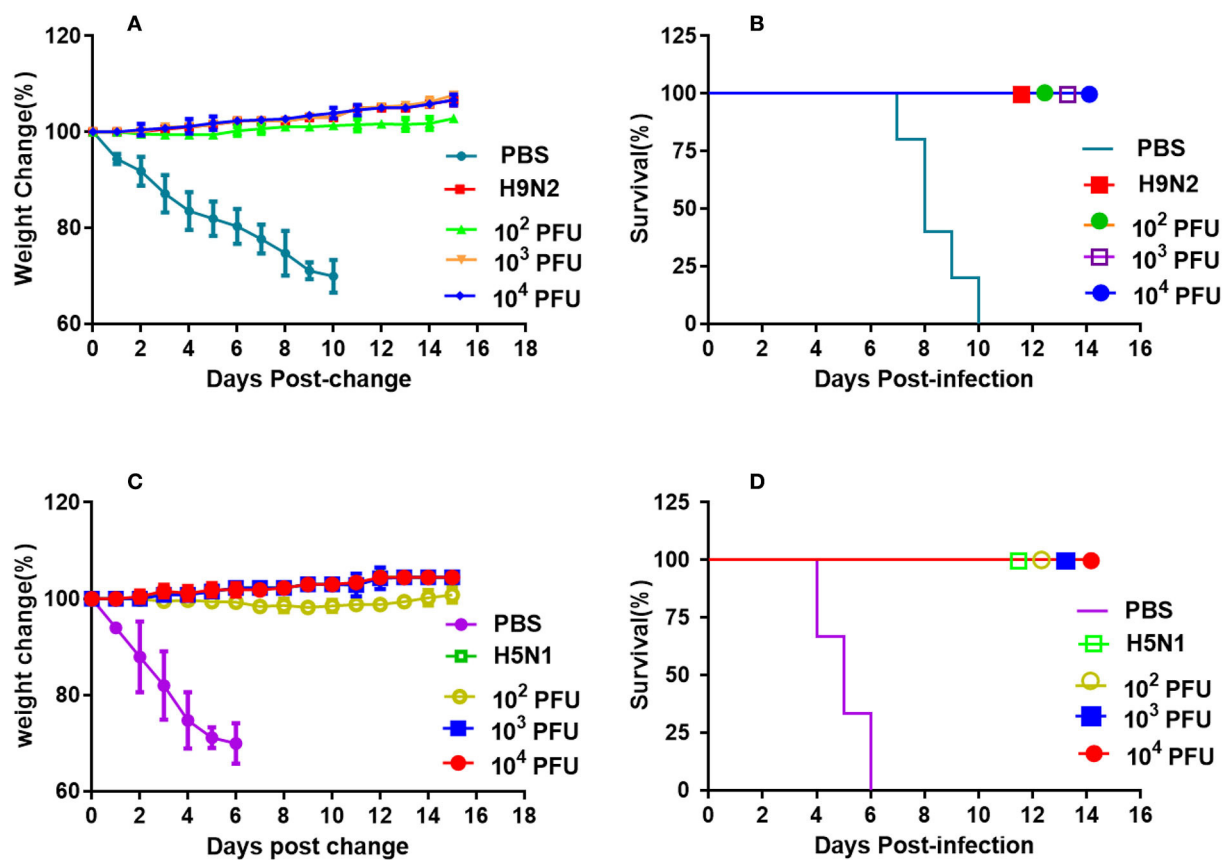 A
120
100
80
60
Weight Change(%)
0 2 4 6 8 10 12 14 16 18
Days Post-change
PBS
H9N2
10² PFU
10³ PFU
10⁴ PFU
B
125
100
75
50
25
0
Survival(%)
0 2 4 6 8 10 12 14 16
Days Post-infection
PBS
H9N2
10² PFU
10³ PFU
10⁴ PFU
C
120
100
80
60
weight change(%)
0 2 4 6 8 10 12 14 16 18
Days post change
PBS
H5N1
10² PFU
10³ PFU
10⁴ PFU
D
125
100
75
50
25
0
Survival(%)
0 2 4 6 8 10 12 14 16
Days Post-infection
PBS
H5N1
10² PFU
10³ PFU
10⁴ PFU